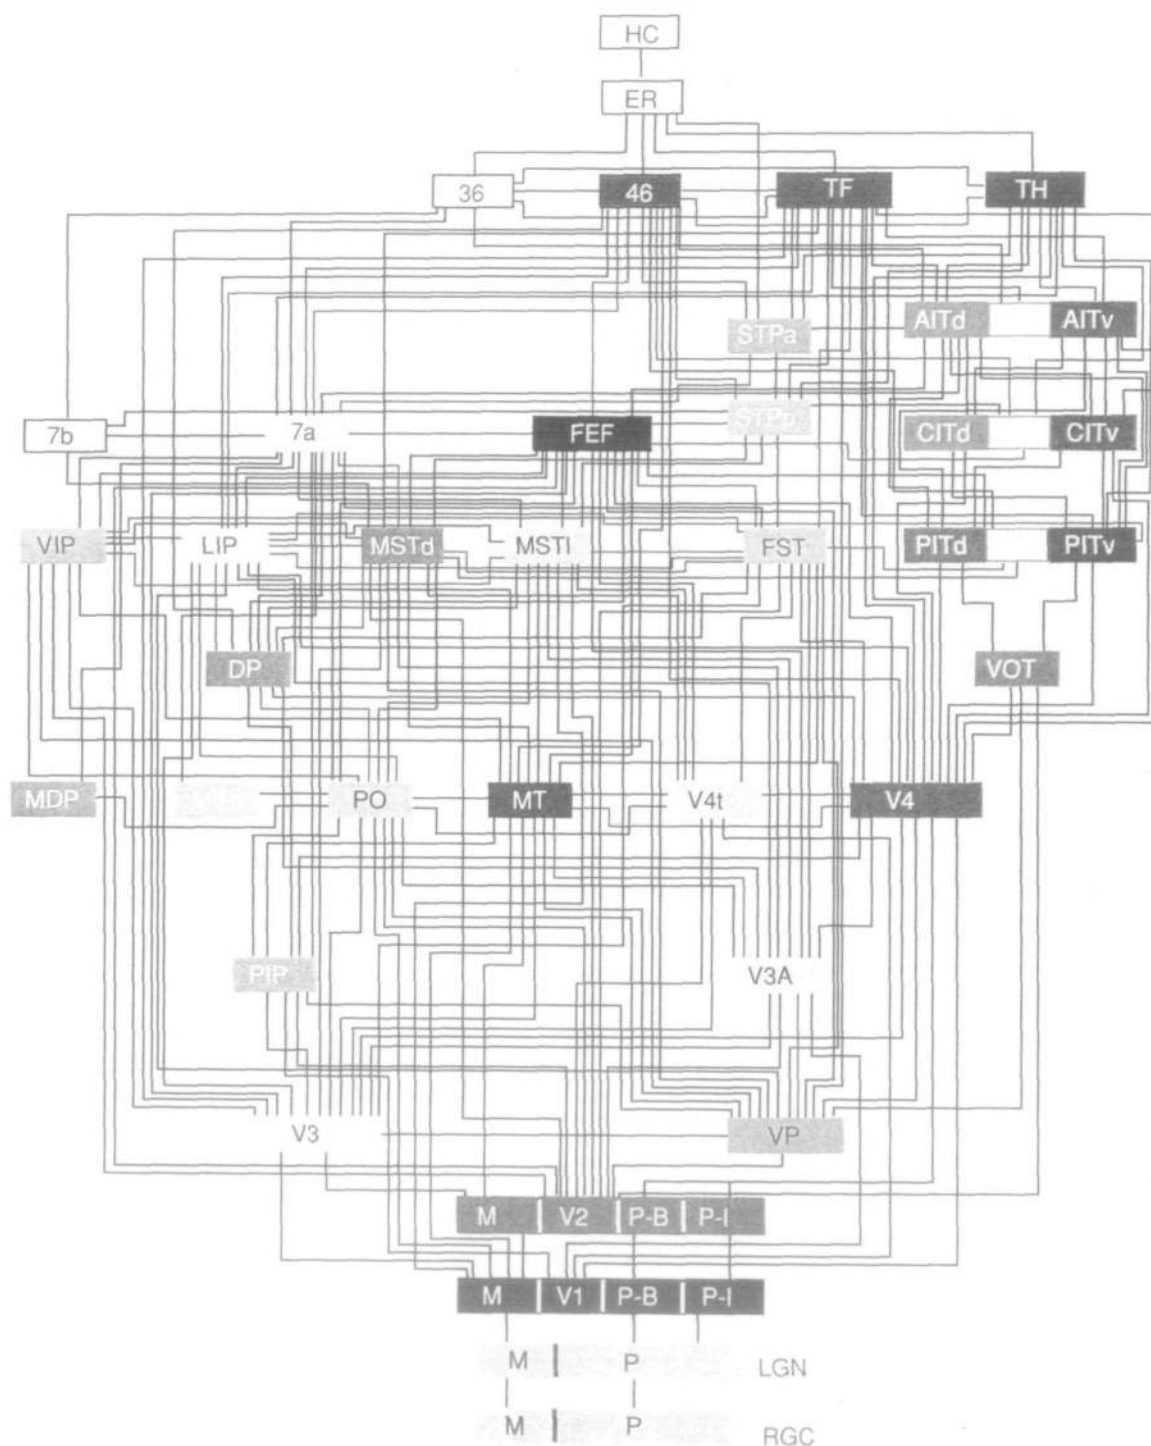 HC
ER
36 46 TF TH
STPa AITd AITv
7b 7a FEF STPp CITd CITv
VIP LIP MSTd MSTl FST PITd PITv
DP VOT
MDP PO MT V4t V4
PIP V3A
V3 VP
M V2 P-B P-I
M V1 P-B P-I
M P LGN
M P RGC